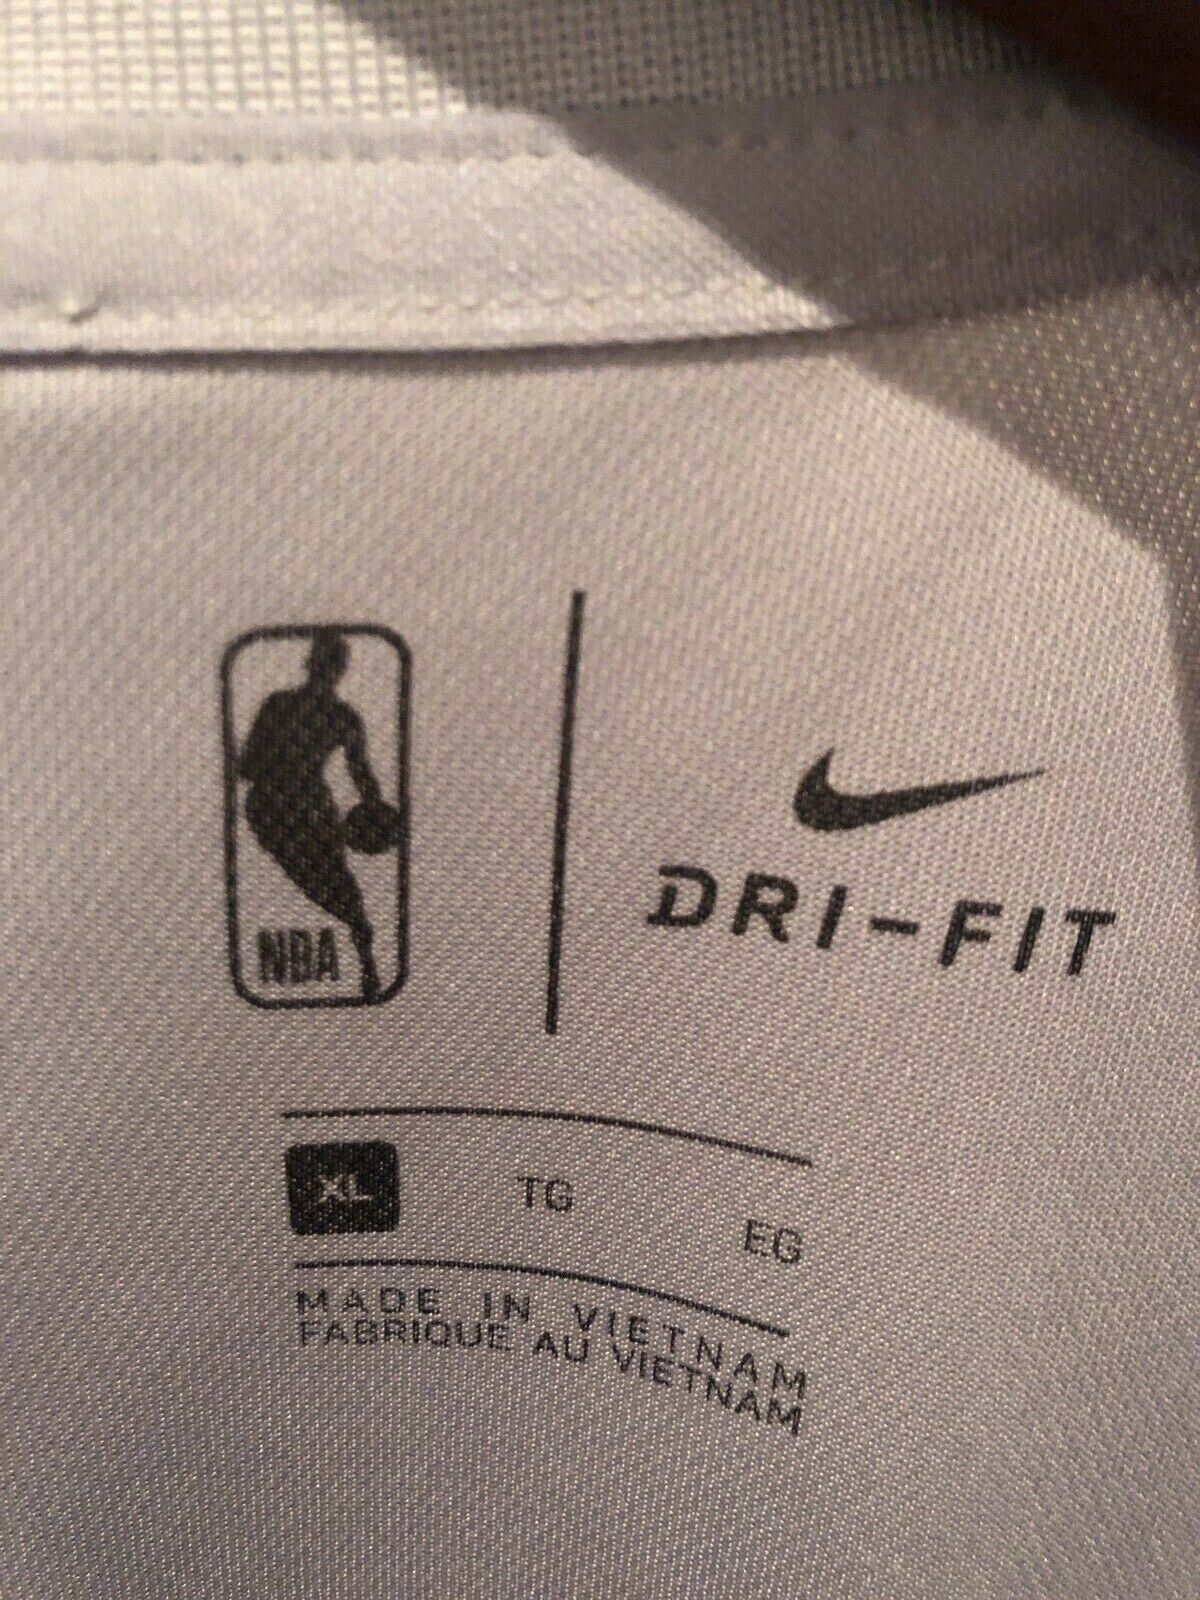 NBA
DRI-FIT
XL TG EG
MADE IN VIETNAM
FABRIQUE AU VIETNAM